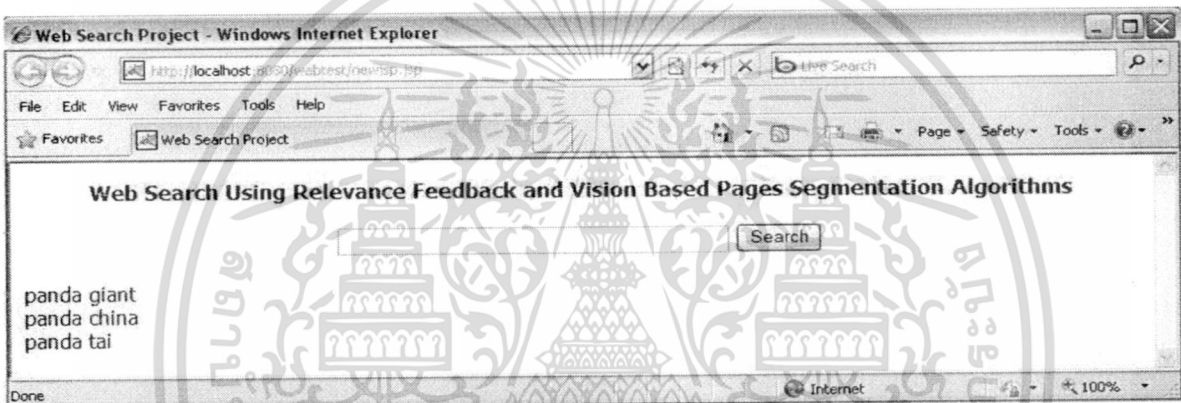 Web Search Project - Windows Internet Explorer
Live Search
File Edit View Favorites Tools Help
Favorites Web Search Project Page Safety Tools
Web Search Using Relevance Feedback and Vision Based Pages Segmentation Algorithms
Search
panda giant
panda china
panda tai
Done Internet 100%